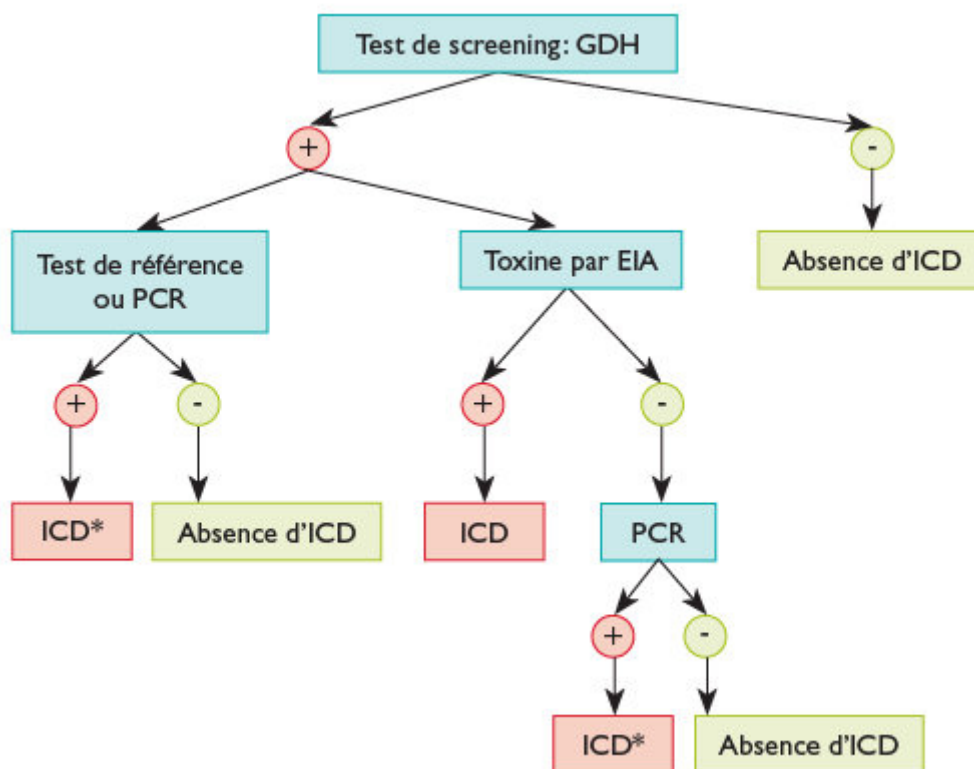 Test de screening: GDH
+
-
Test de référence
ou PCR
Toxine par EIA
Absence d'ICD
+
-
+
-
ICD*
Absence d'ICD
ICD
PCR
+
-
ICD*
Absence d'ICD